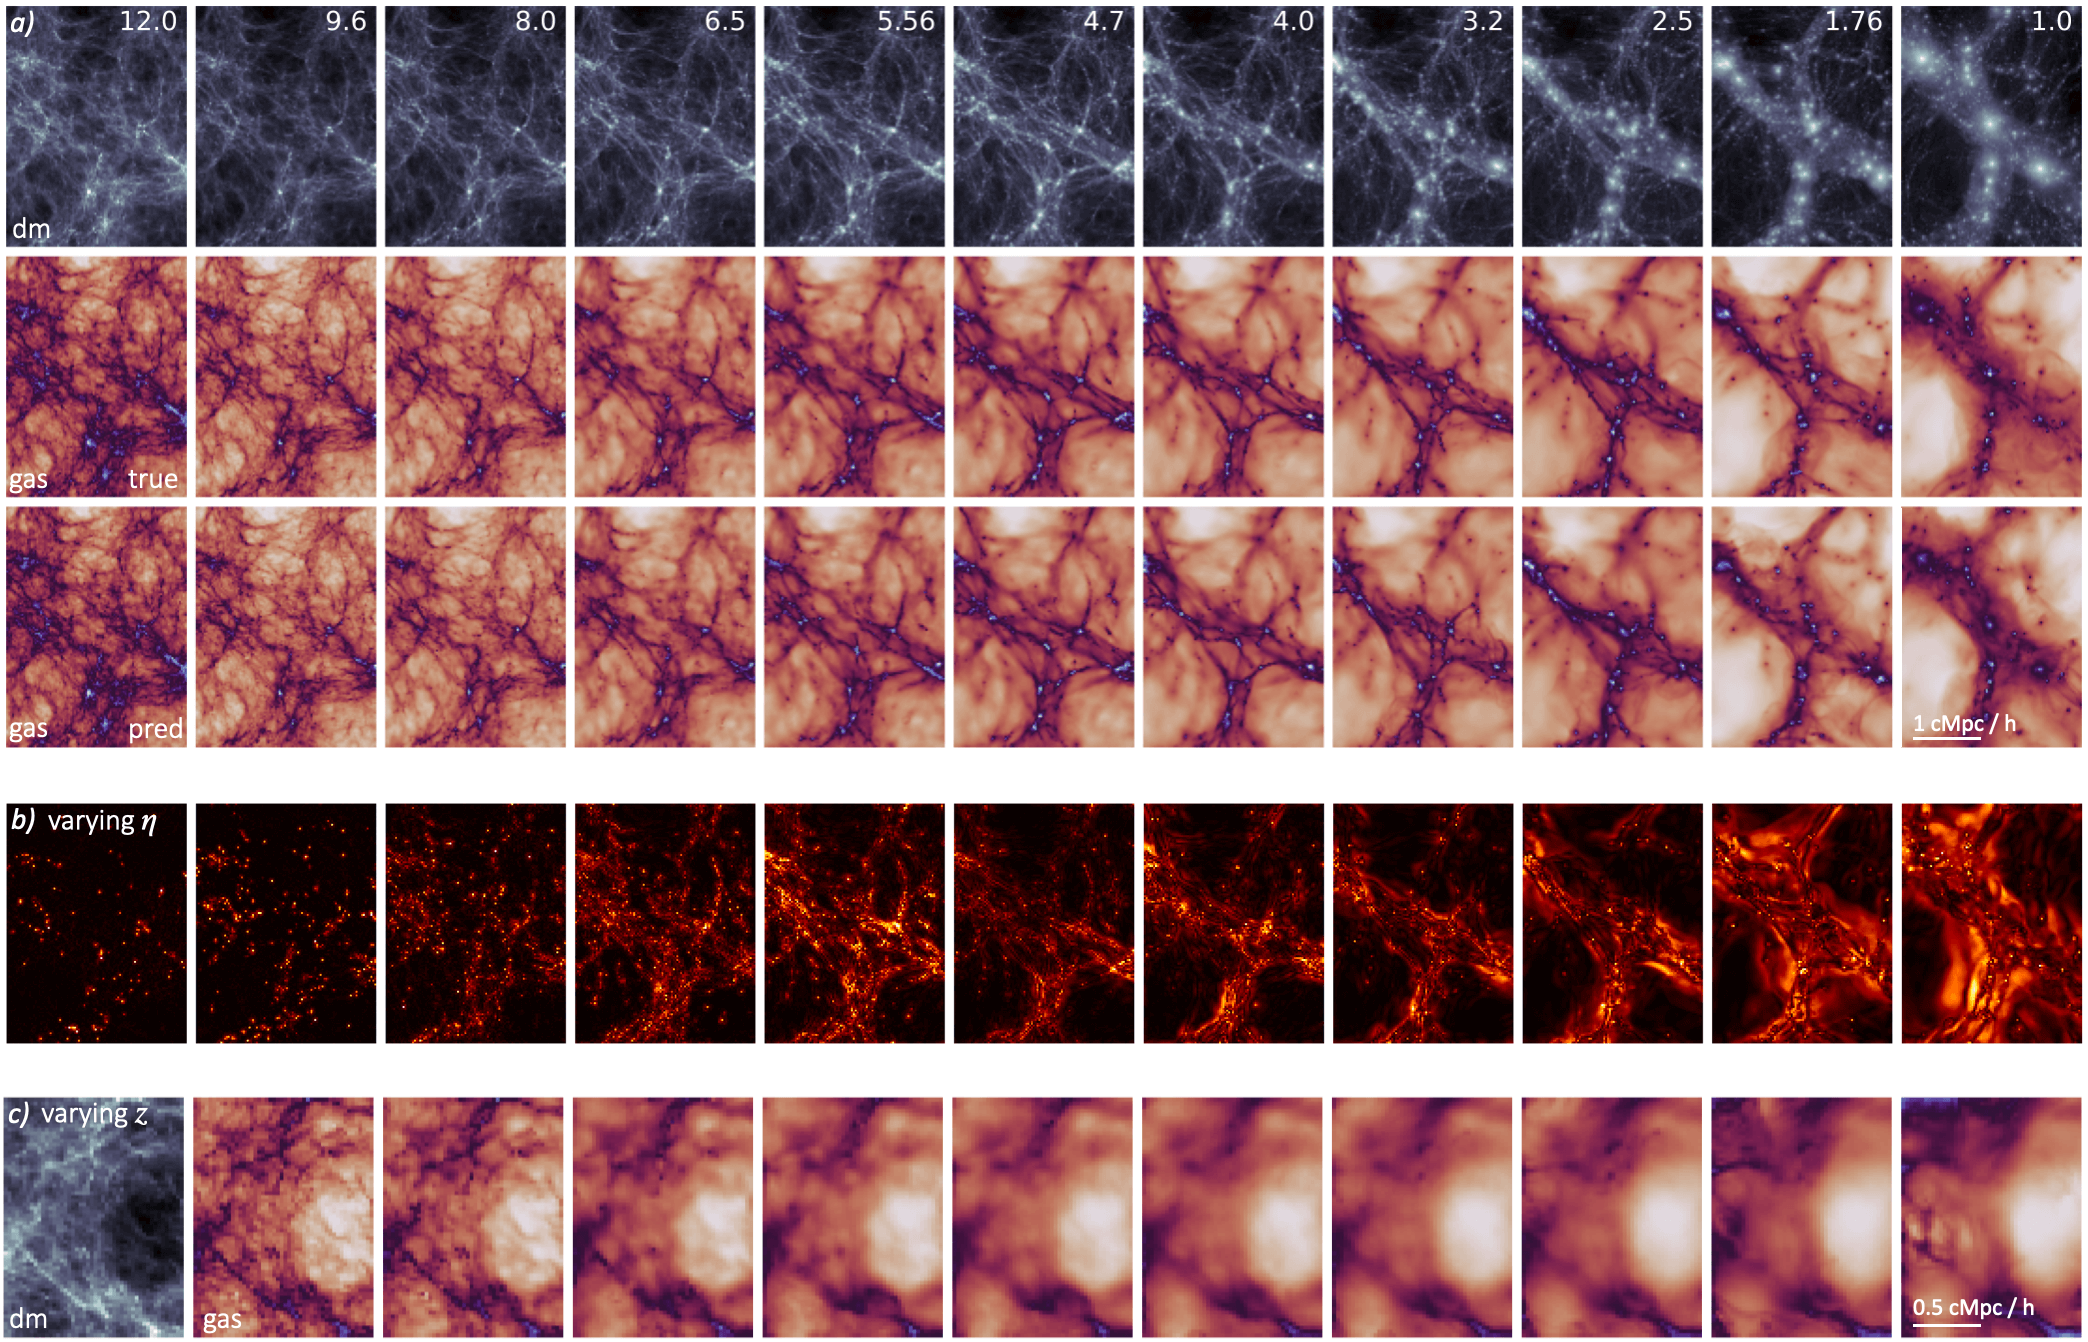 a) 12.0 9.6 8.0 6.5 5.56 4.7 4.0 3.2 2.5 1.76 1.0
dm
gas true
gas pred 1 cMpc / h
b) varying η
c) varying z
dm gas 0.5 cMpc / h